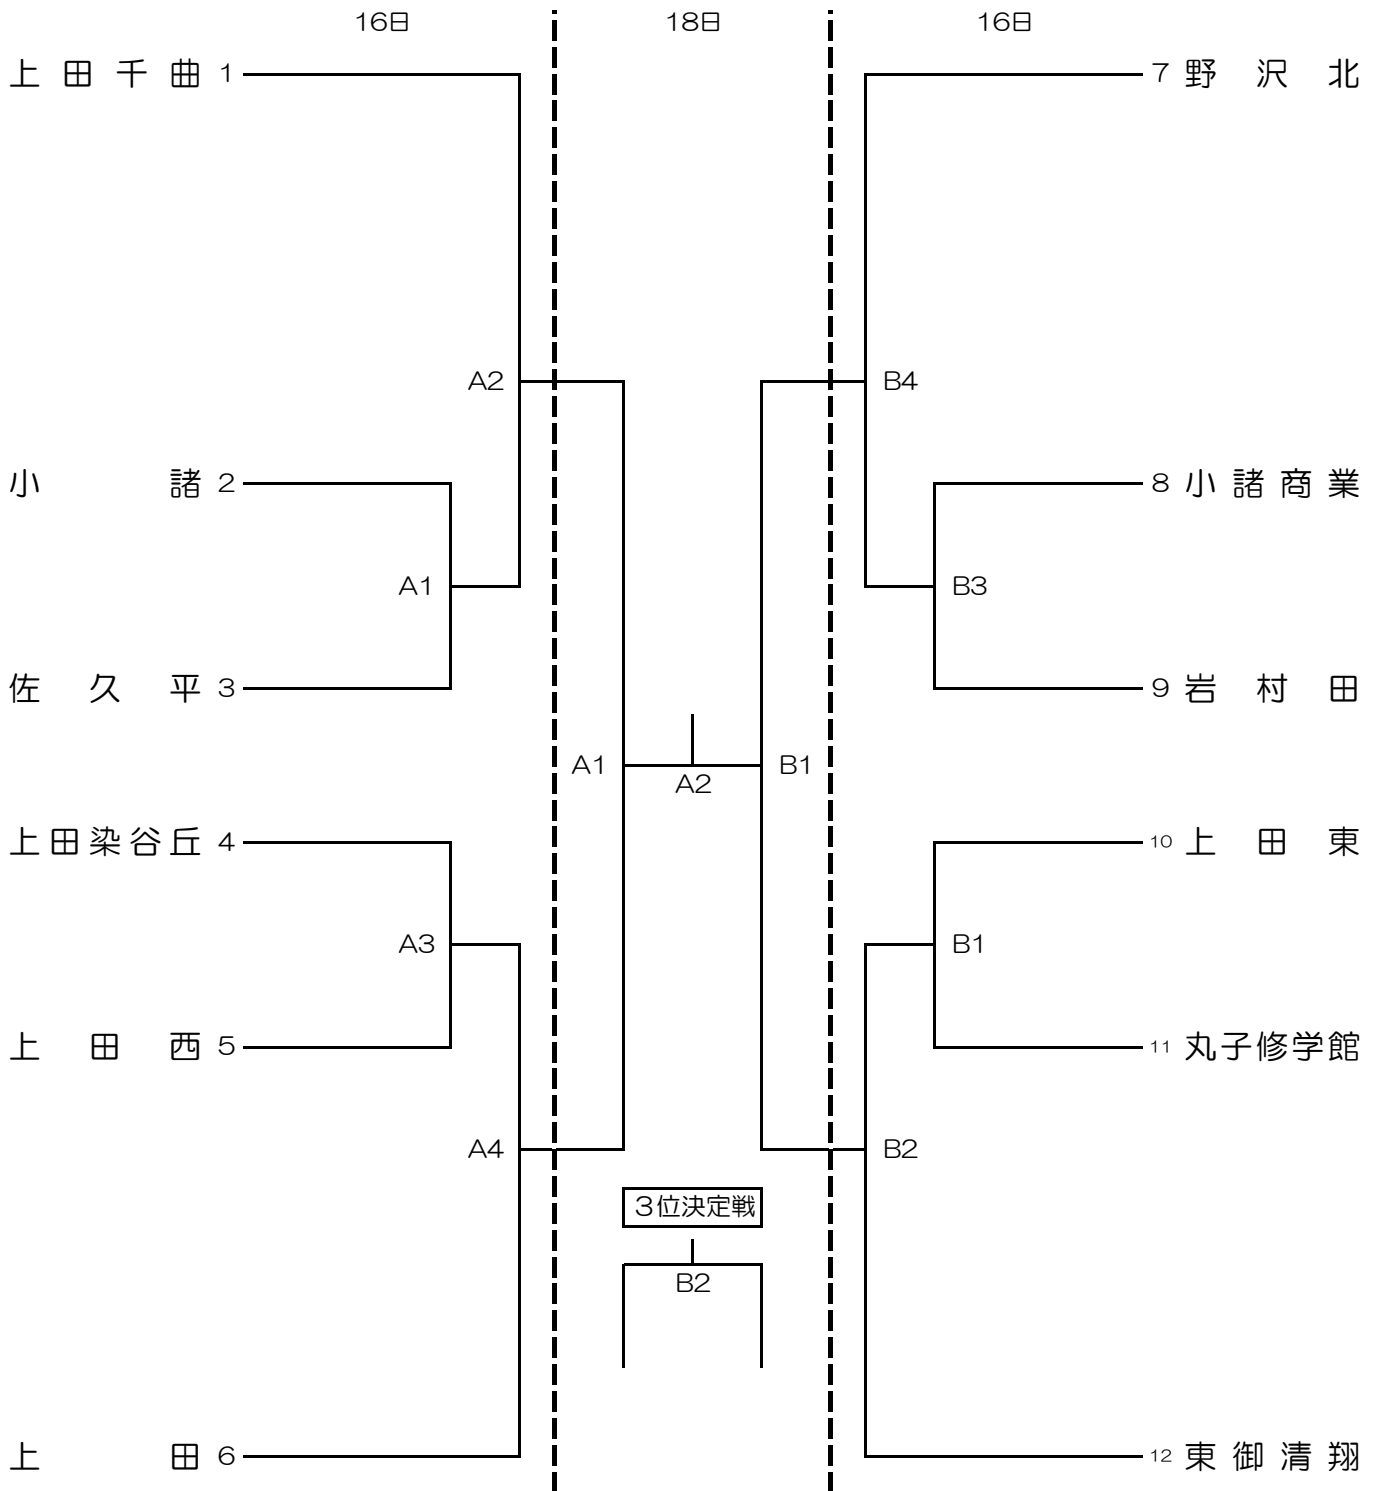 16日 18日 16日
上田千曲 1
7 野沢北
A2
B4
小諸 2
8 小諸商業
A1
B3
佐久平 3
9 岩村田
A1
B1
A2
上田染谷丘 4
10 上田東
A3
B1
上田西 5
11 丸子修学館
A4
B2
3位決定戦
B2
上田 6
12 東御清翔